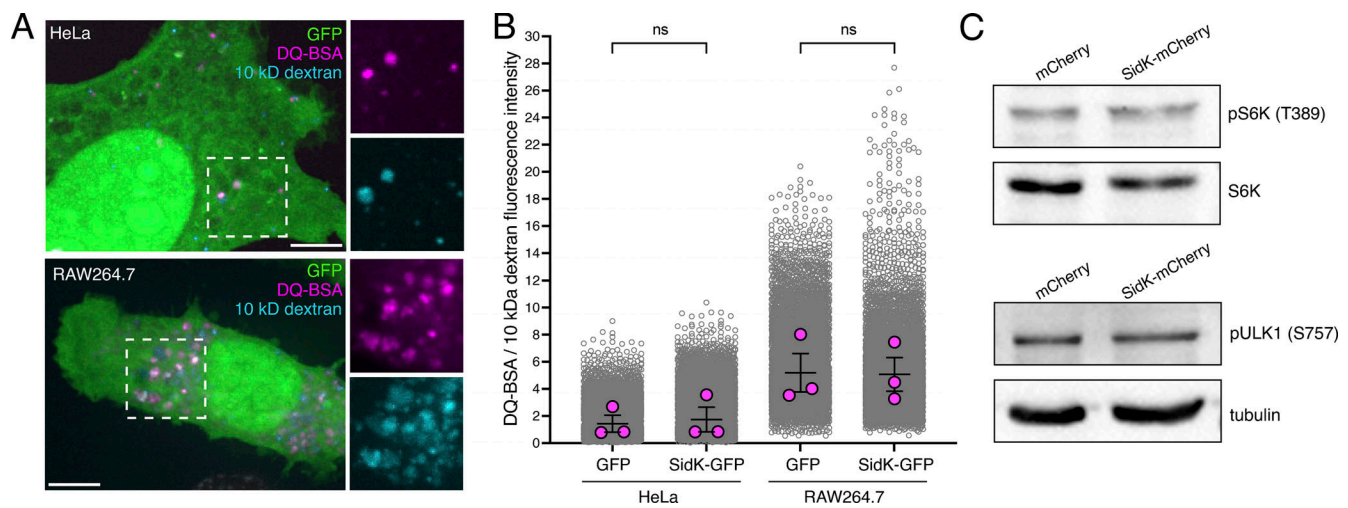 A
HeLa
GFP
DQ-BSA
10 kD dextran
RAW264.7
GFP
DQ-BSA
10 kD dextran
B
DQ-BSA / 10 kDa dextran fluorescence intensity
30
28
26
24
22
20
18
16
14
12
10
8
6
4
2
0
ns
ns
GFP
SidK-GFP
GFP
SidK-GFP
HeLa
RAW264.7
C
mCherry
SidK-mCherry
pS6K (T389)
S6K
mCherry
SidK-mCherry
pULK1 (S757)
tubulin